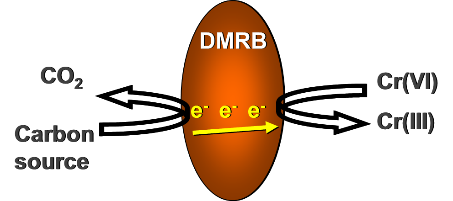 DMRB
CO₂
Cr(VI)
e⁻ e⁻ e⁻
Carbon
source
Cr(III)